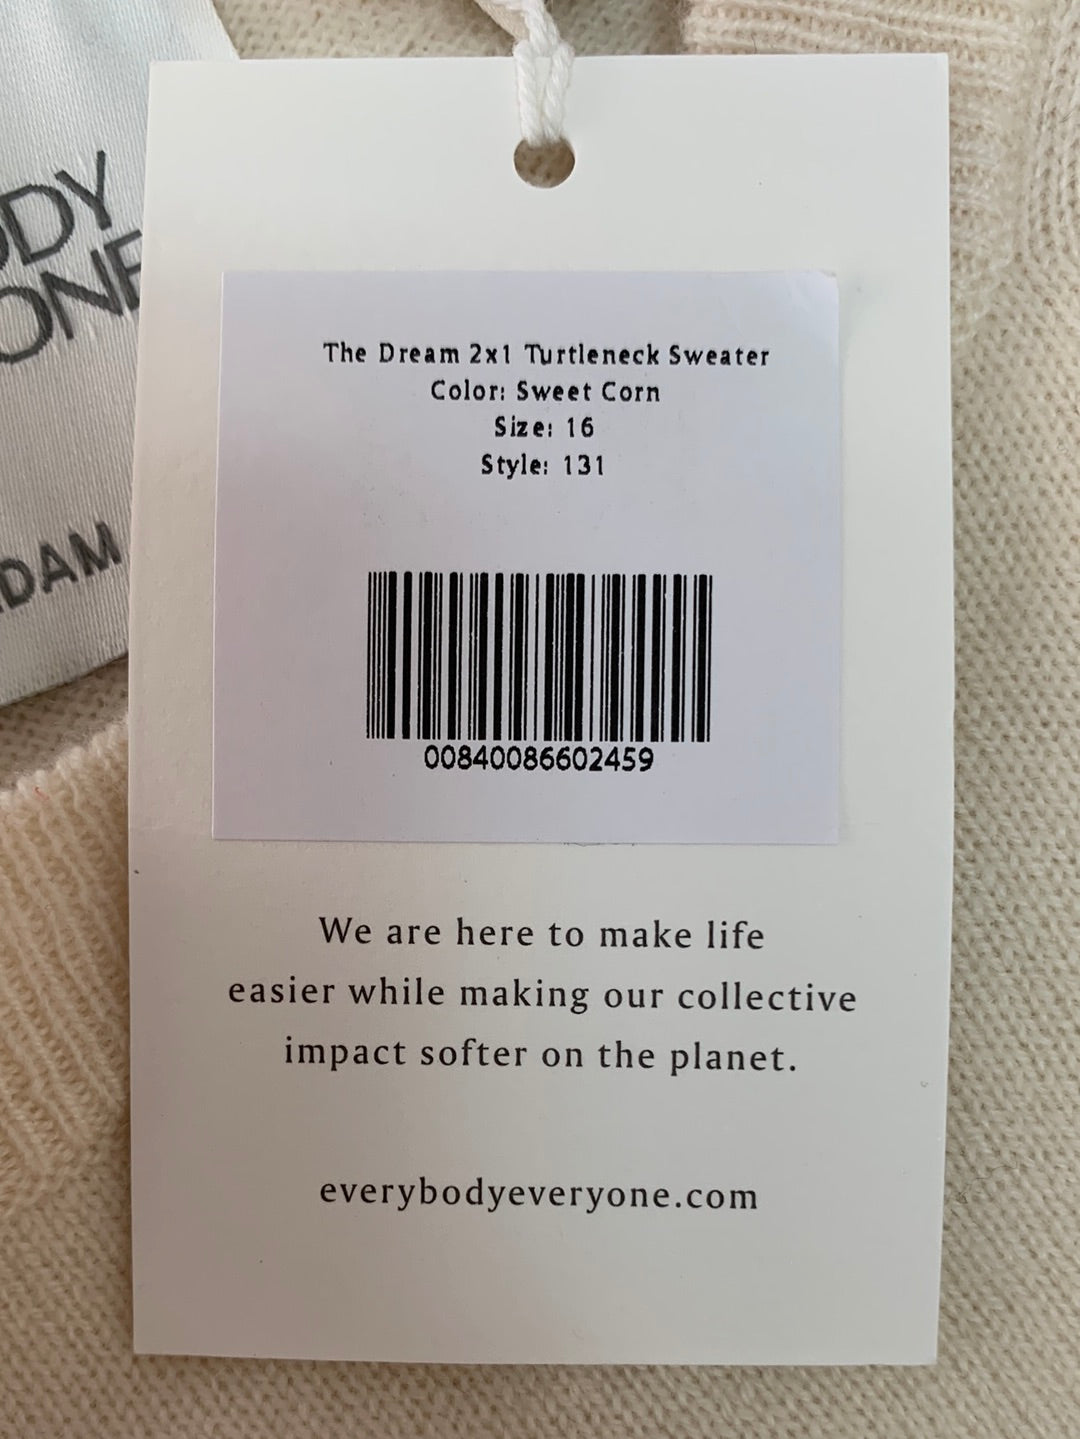 The Dream 2x1 Turtleneck Sweater
Color: Sweet Corn
Size: 16
Style: 131
00840086602459
We are here to make life
easier while making our collective
impact softer on the planet.
everybodyeveryone.com